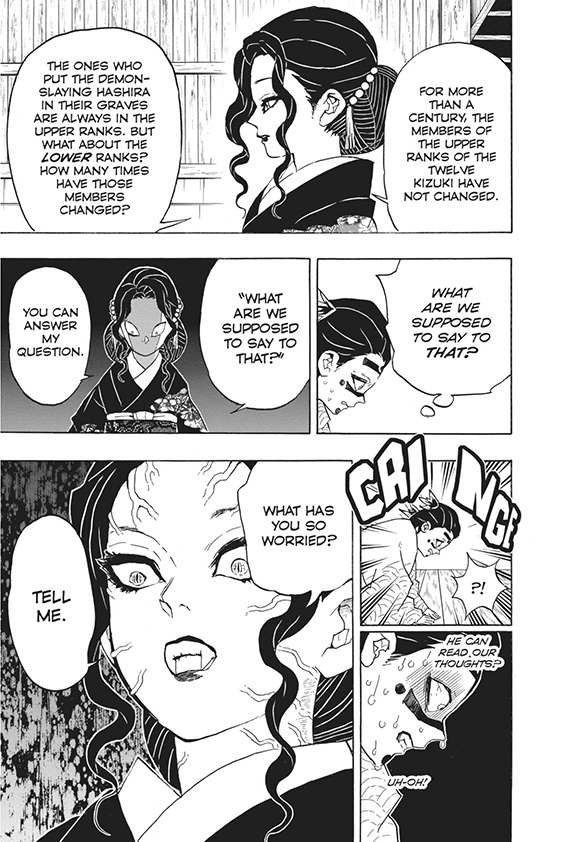 FOR MORE
THAN A
CENTURY, THE
MEMBERS OF
THE UPPER
RANKS OF THE
TWELVE
KIZUKI HAVE
NOT CHANGED.
THE ONES WHO
PUT THE DEMON-
SLAYING HASHIRA
IN THEIR GRAVES
ARE ALWAYS IN THE
UPPER RANKS. BUT
WHAT ABOUT THE
LOWER RANKS?
HOW MANY TIMES
HAVE THOSE
MEMBERS
CHANGED?
WHAT
ARE WE
SUPPOSED
TO SAY TO
THAT?
"WHAT
ARE WE
SUPPOSED
TO SAY TO
THAT?"
YOU CAN
ANSWER
MY
QUESTION.
CRINGE
?!
HE CAN
READ OUR
THOUGHTS?
UH-OH!
WHAT HAS
YOU SO
WORRIED?
TELL
ME.